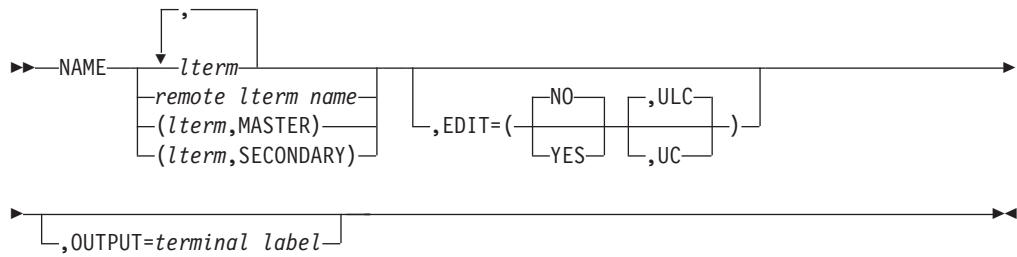 ,
NAME lterm
remote lterm name
(lterm,MASTER)
(lterm,SECONDARY)
,EDIT=( NO ,ULC )
YES ,UC
,OUTPUT=terminal label